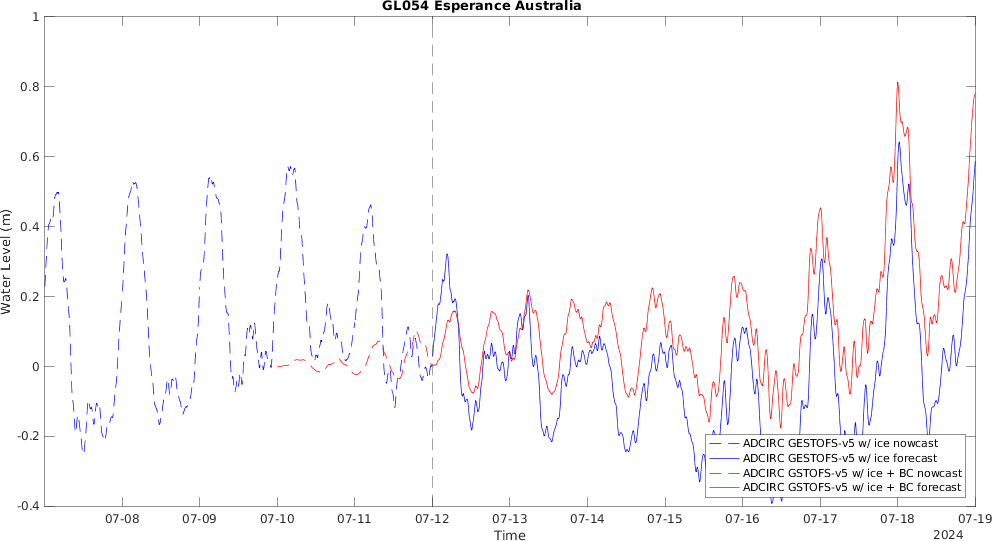 GL054 Esperance Australia
1
0.8
0.6
0.4
0.2
0
-0.2
-0.4
Water Level (m)
ADCIRC GESTOFS-v5 w/ ice nowcast
ADCIRC GESTOFS-v5 w/ ice forecast
ADCIRC GSTOFS-v5 w/ ice + BC nowcast
ADCIRC GSTOFS-v5 w/ ice + BC forecast
07-08 07-09 07-10 07-11 07-12 07-13 07-14 07-15 07-16 07-17 07-18 07-19
Time
2024